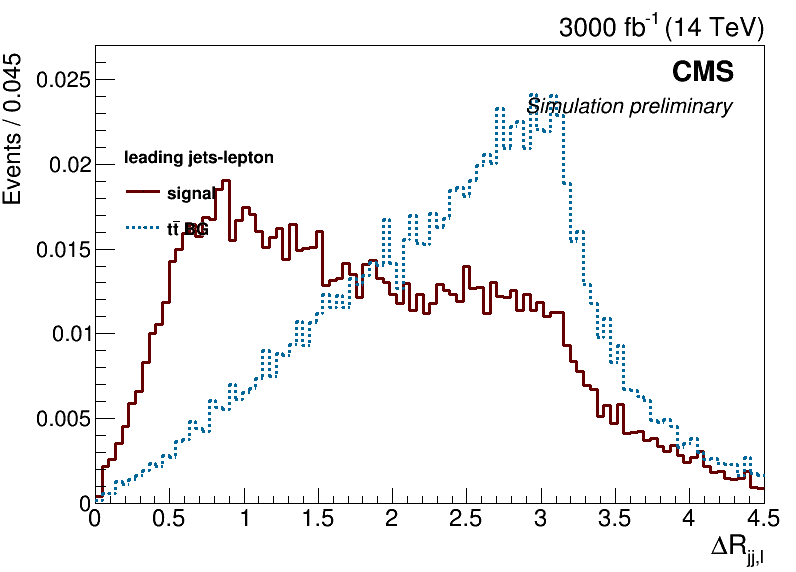 3000 fb-1 (14 TeV)
CMS
Simulation preliminary
Events / 0.045
0.025
0.02
0.015
0.01
0.005
0
leading jets-lepton
signal
tt̄ BG
0 0.5 1 1.5 2 2.5 3 3.5 4 4.5
ΔRjj,l